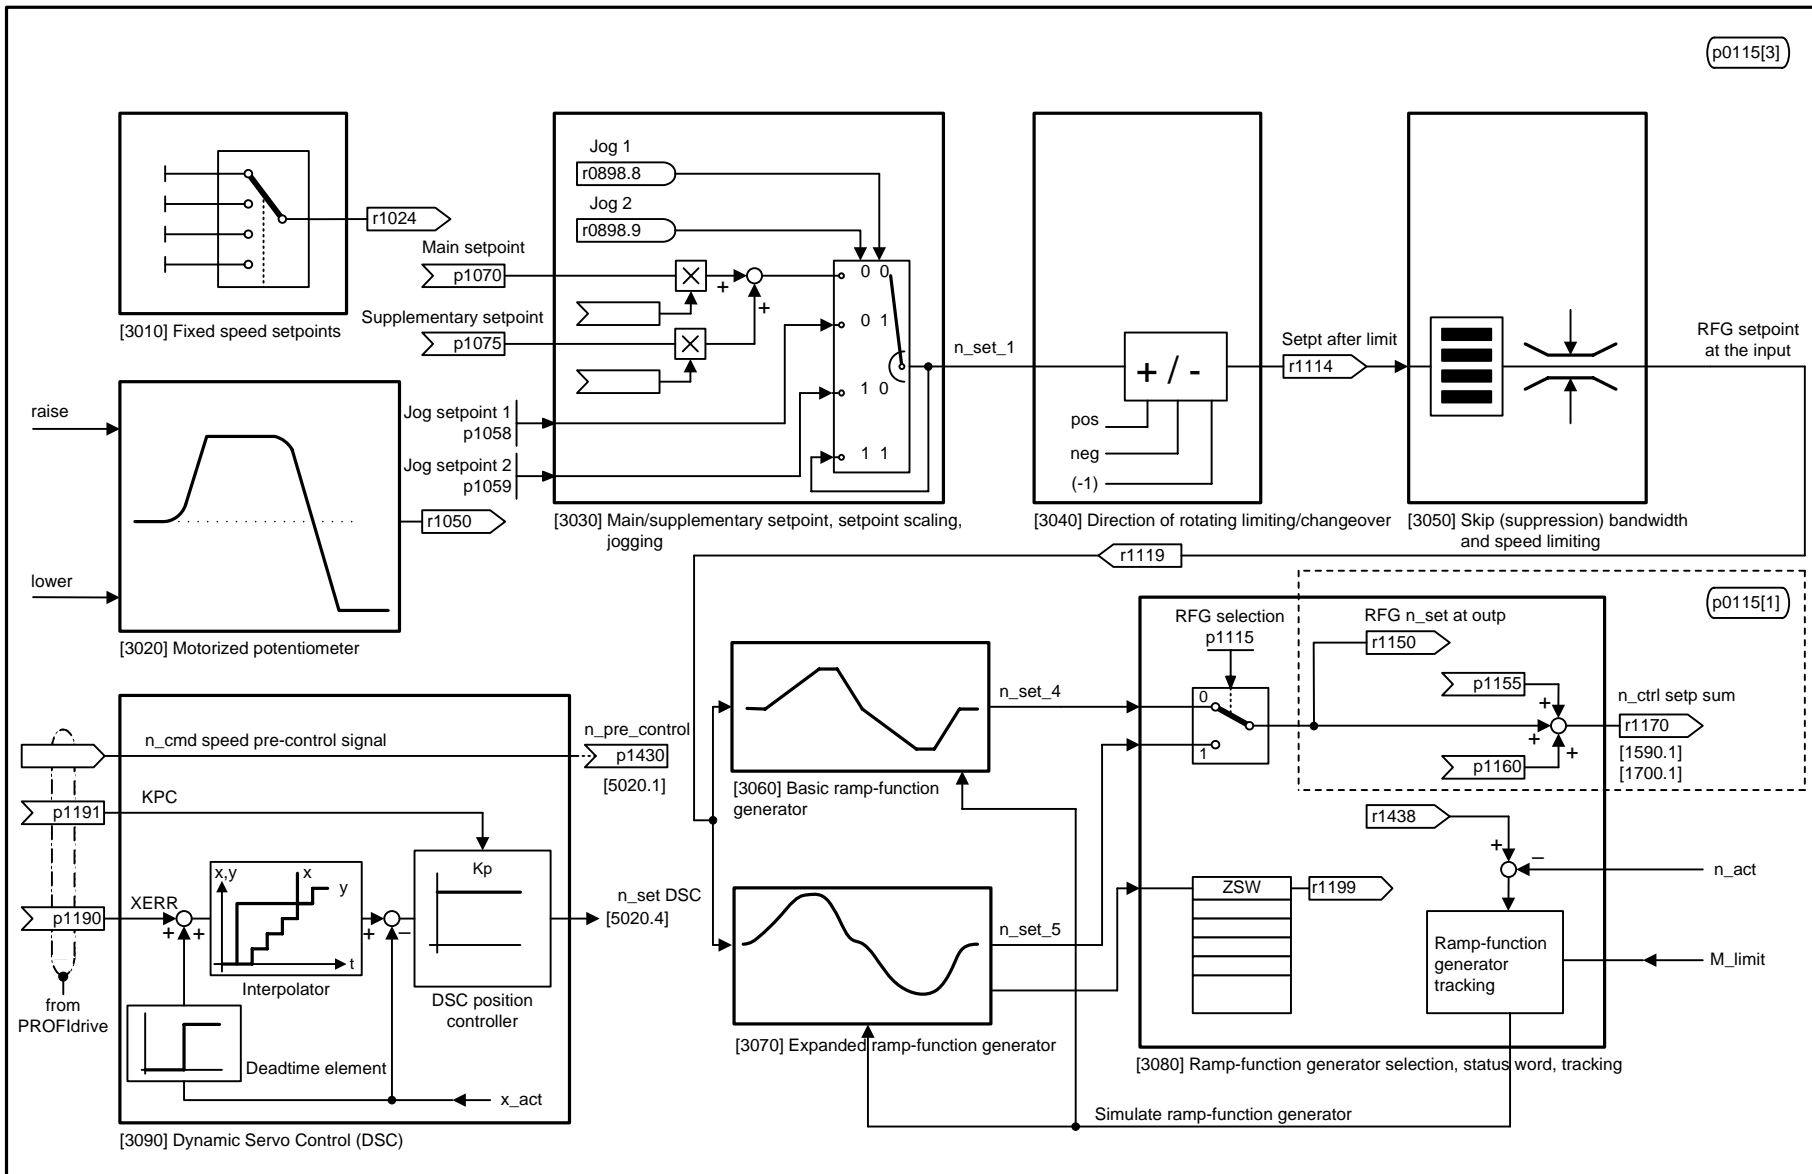 p0115[3]
r1024
[3010] Fixed speed setpoints
raise
lower
r1050
[3020] Motorized potentiometer
Main setpoint
p1070
Supplementary setpoint
p1075
Jog setpoint 1
p1058
Jog setpoint 2
p1059
Jog 1
r0898.8
Jog 2
r0898.9
+
+
0 0
0 1
1 0
1 1
n_set_1
[3030] Main/supplementary setpoint, setpoint scaling,
jogging
+ / -
pos
neg
(-1)
[3040] Direction of rotating limiting/changeover
Setpt after limit
r1114
[3050] Skip (suppression) bandwidth
and speed limiting
RFG setpoint
at the input
r1119
p0115[1]
n_cmd speed pre-control signal
n_pre_control
p1430
[5020.1]
p1191
KPC
p1190
XERR
+
+
from
PROFIdrive
x,y
x
y
t
Interpolator
+
–
Kp
DSC position
controller
n_set DSC
[5020.4]
Deadtime element
x_act
[3090] Dynamic Servo Control (DSC)
[3060] Basic ramp-function
generator
n_set_4
[3070] Expanded ramp-function generator
n_set_5
RFG selection
p1115
0
1
RFG n_set at outp
r1150
p1155
+
+
+
p1160
n_ctrl setp sum
r1170
[1590.1]
[1700.1]
r1438
+
–
n_act
ZSW
r1199
Ramp-function
generator
tracking
M_limit
[3080] Ramp-function generator selection, status word, tracking
Simulate ramp-function generator